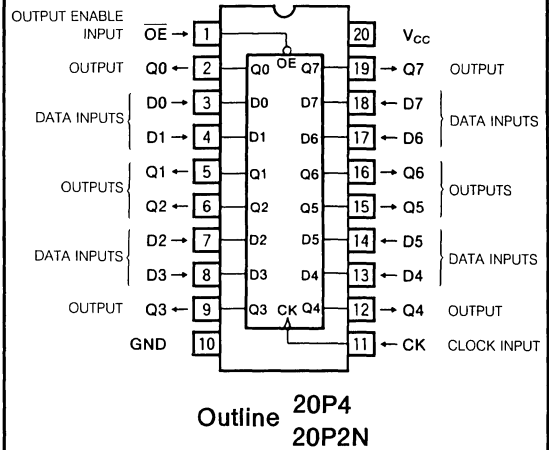 OUTPUT ENABLE
INPUT OE → 1 20 VCC
OUTPUT Q0 ← 2 Q0 OE Q7 19 → Q7 OUTPUT
D0 → 3 D0 D7 18 ← D7
DATA INPUTS DATA INPUTS
D1 → 4 D1 D6 17 ← D6
Q1 ← 5 Q1 Q6 16 → Q6
OUTPUTS OUTPUTS
Q2 ← 6 Q2 Q5 15 → Q5
D2 → 7 D2 D5 14 ← D5
DATA INPUTS DATA INPUTS
D3 → 8 D3 D4 13 ← D4
OUTPUT Q3 ← 9 Q3 CK Q4 12 → Q4 OUTPUT
GND 10 11 ← CK CLOCK INPUT
Outline 20P4
20P2N